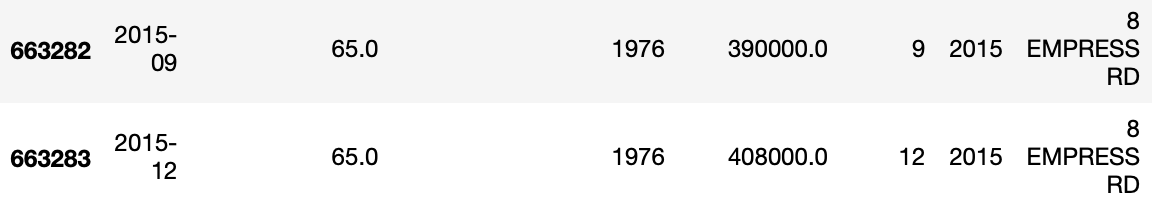 663282 2015-09 65.0 1976 390000.0 9 2015 8 EMPRESS RD
663283 2015-12 65.0 1976 408000.0 12 2015 8 EMPRESS RD